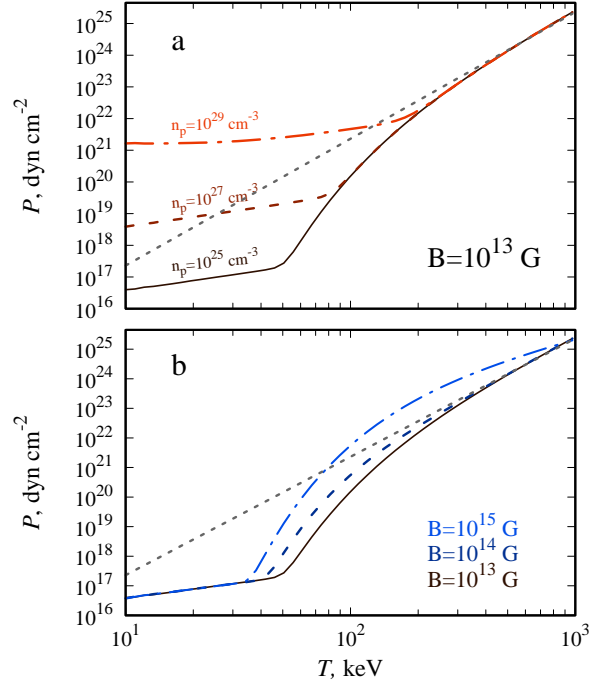 10^25
a
10^24
10^23
10^22
n_p=10^29 cm^-3
10^21
P, dyn cm^-2
10^20
n_p=10^27 cm^-3
10^19
10^18
n_p=10^25 cm^-3
B=10^13 G
10^17
10^16
10^25
b
10^24
10^23
10^22
P, dyn cm^-2
10^21
10^20
10^19
B=10^15 G
10^18
B=10^14 G
10^17
B=10^13 G
10^16
10^1 10^2 10^3
T, keV